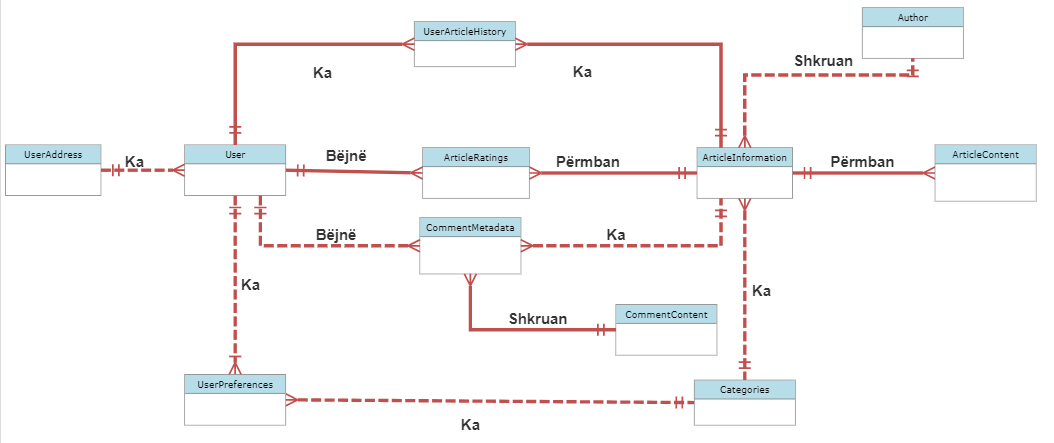 Author
UserArticleHistory
Shkruan
Ka
Ka
UserAddress
Ka
User
Bëjnë
ArticleRatings
Përmban
ArticleInformation
Përmban
ArticleContent
Bëjnë
CommentMetadata
Ka
Ka
Ka
Shkruan
CommentContent
UserPreferences
Ka
Categories